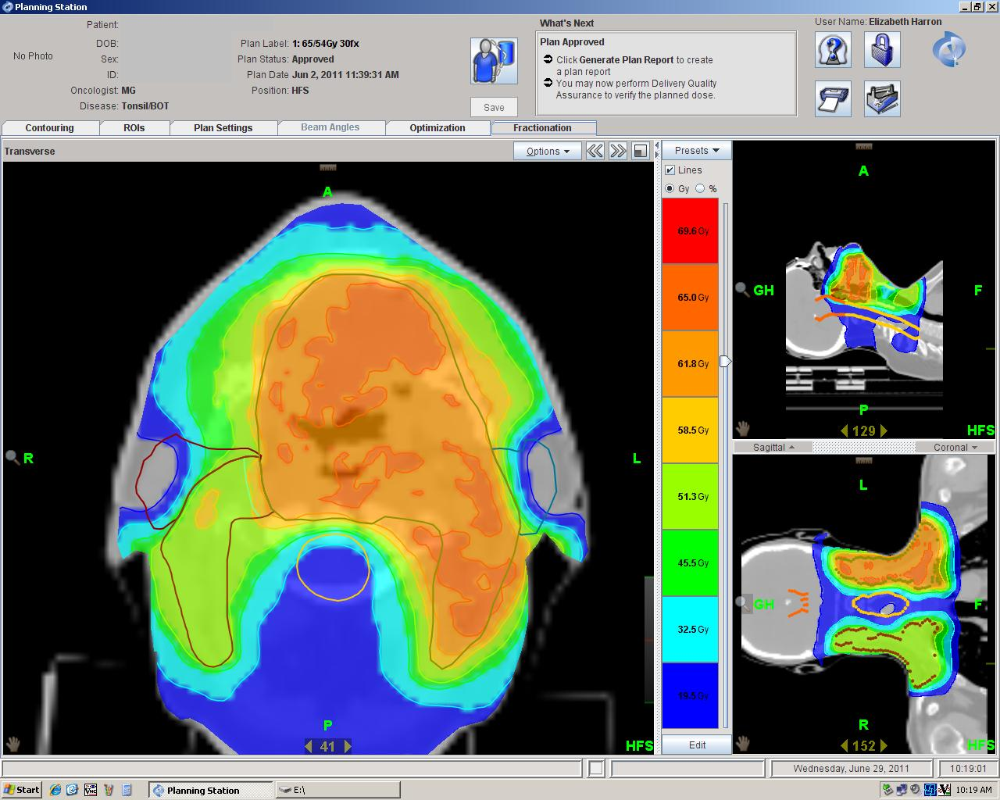 Planning Station
Patient:
DOB:
Sex:
ID:
Oncologist: MG
Disease: Tonsil/BOT
No Photo
Plan Label: 1: 65/54Gy 30fx
Plan Status: Approved
Plan Date Jun 2, 2011 11:39:31 AM
Position: HFS
Save
What's Next
Plan Approved
Click Generate Plan Report to create
a plan report
You may now perform Delivery Quality
Assurance to verify the planned dose.
User Name: Elizabeth Harron
Contouring
ROIs
Plan Settings
Beam Angles
Optimization
Fractionation
Transverse
Options
Presets
Lines
Gy
%
69.6 Gy
65.0 Gy
61.8 Gy
58.5 Gy
51.3 Gy
45.5 Gy
32.5 Gy
19.5 Gy
Edit
A
R
L
P
41
HFS
A
GH
F
P
129
HFS
Sagittal
Coronal
L
GH
F
R
152
HFS
Wednesday, June 29, 2011
10:19:01
Start
Planning Station
E:\
10:19 AM